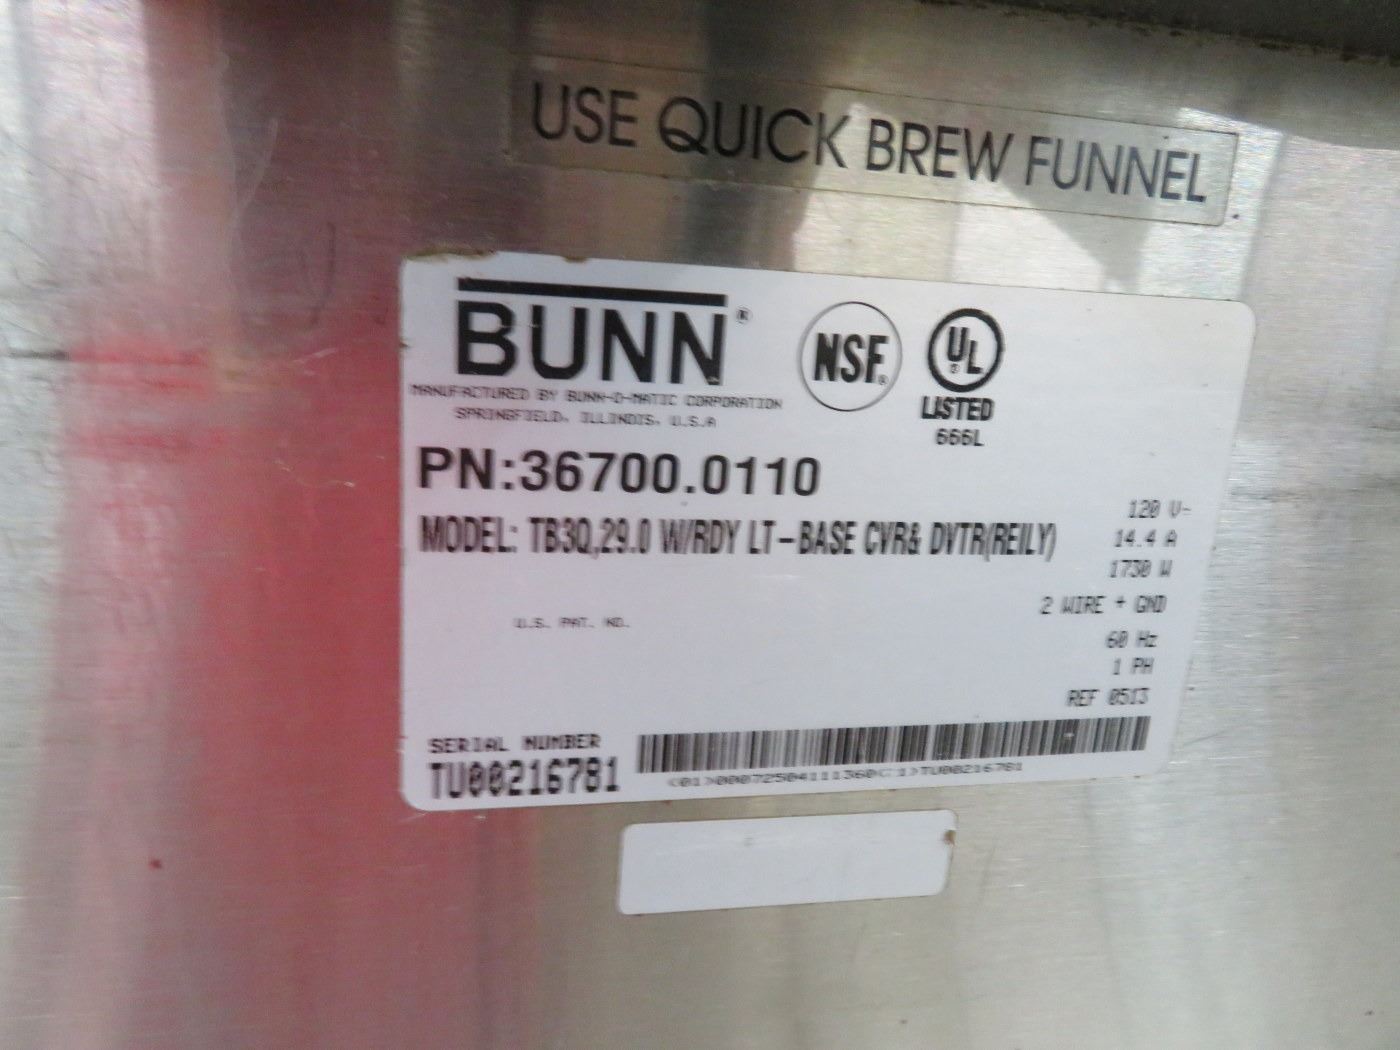 USE QUICK BREW FUNNEL
BUNN®
MANUFACTURED BY BUNN-O-MATIC CORPORATION
SPRINGFIELD, ILLINOIS, U.S.A
NSF®
UL
LISTED
666L
PN:36700.0110
MODEL: TB3Q,29.0 W/RDY LT-BASE CVR& DVTR(REILY)
120 V~
14.4 A
1730 W
2 WIRE + GND
60 Hz
1 PH
REF 0513
U.S. PAT. NO.
SERIAL NUMBER
TU00216781